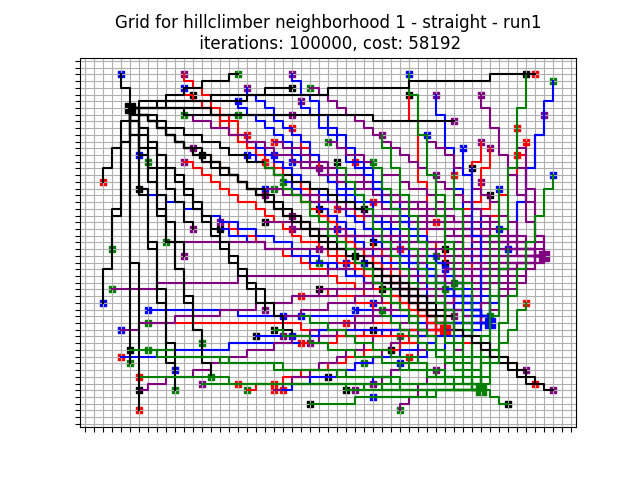 Grid for hillclimber neighborhood 1 - straight - run1
iterations: 100000, cost: 58192